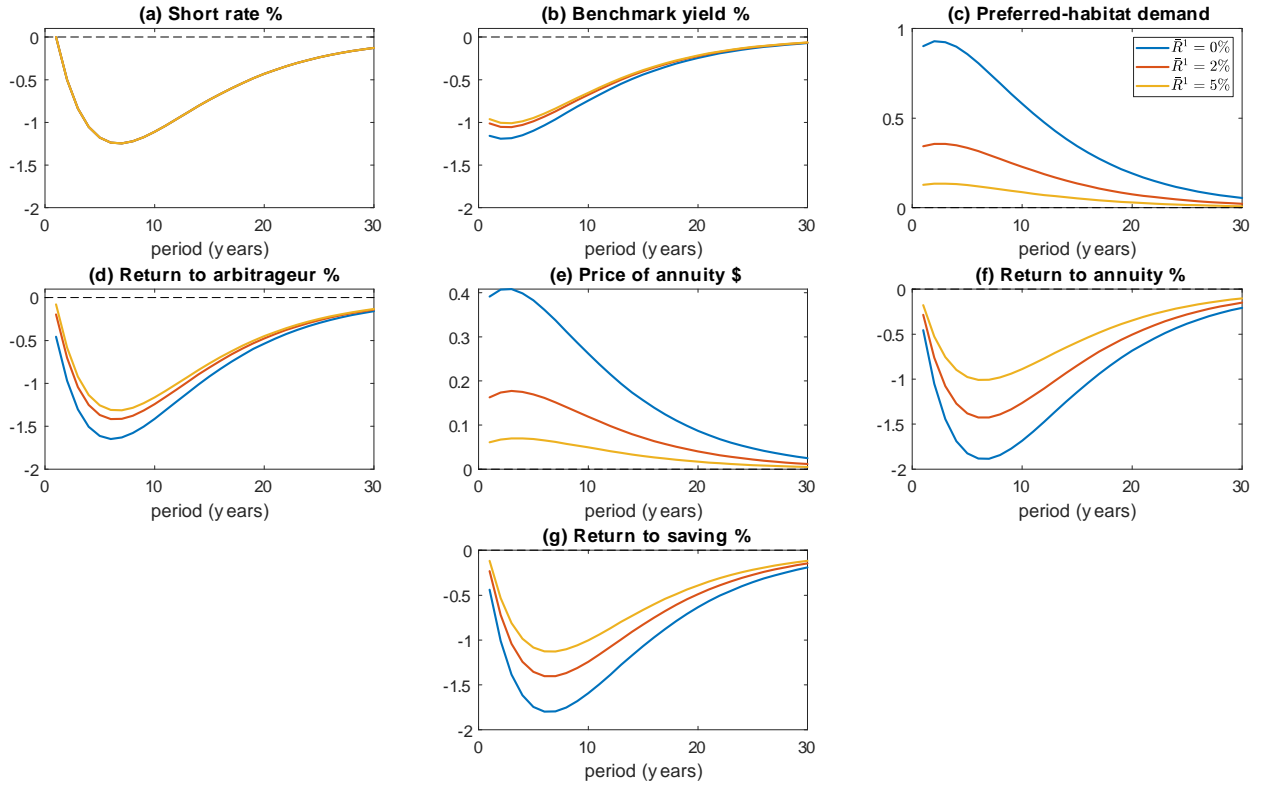 (a) Short rate %
0
-0.5
-1
-1.5
-2
0 10 20 30
period (years)
(b) Benchmark yield %
0
-0.5
-1
-1.5
-2
0 10 20 30
period (years)
(c) Preferred-habitat demand
1
0.5
0
0 10 20 30
period (years)
R̄¹ = 0%
R̄¹ = 2%
R̄¹ = 5%
(d) Return to arbitrageur %
0
-0.5
-1
-1.5
-2
0 10 20 30
period (years)
(e) Price of annuity $
0.4
0.3
0.2
0.1
0
0 10 20 30
period (years)
(f) Return to annuity %
0
-0.5
-1
-1.5
-2
0 10 20 30
period (years)
(g) Return to saving %
0
-0.5
-1
-1.5
-2
0 10 20 30
period (years)